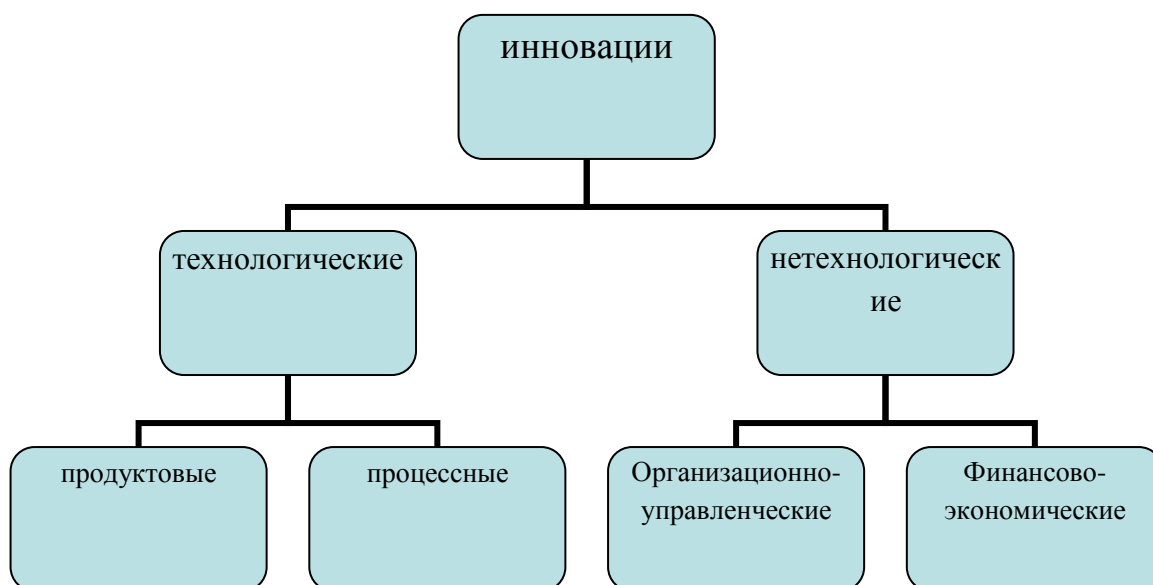 инновации
технологические
нетехнологическ
ие
продуктовые
процессные
Организационно-
управленческие
Финансово-
экономические